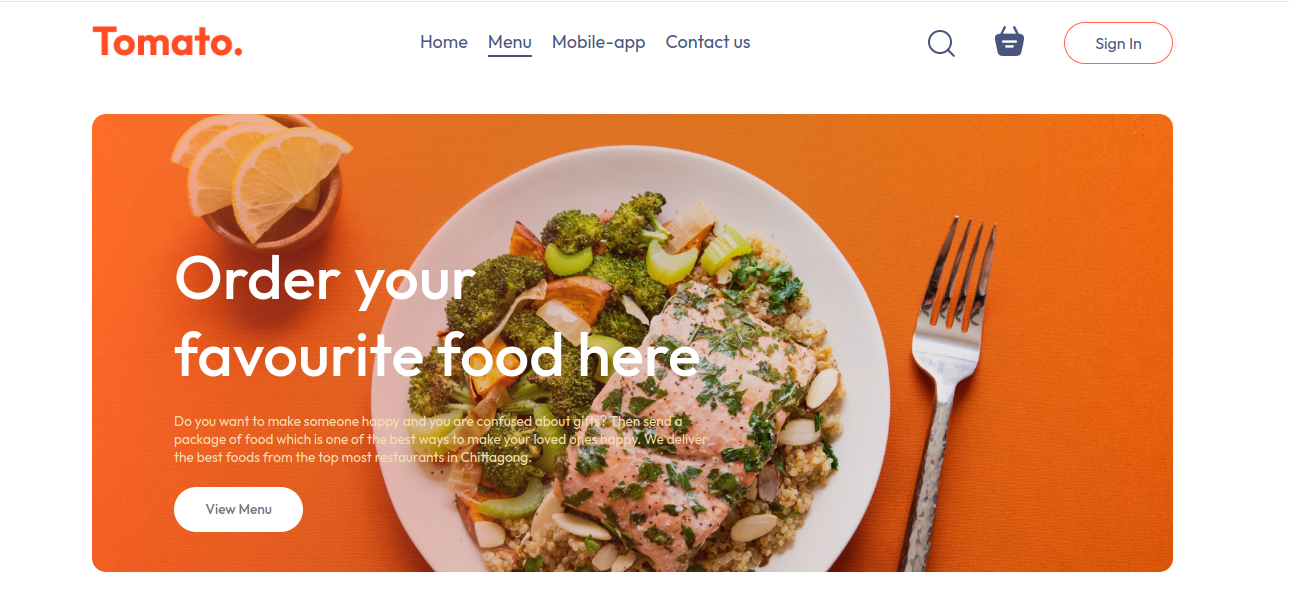 Tomato.
Home Menu Mobile-app Contact us
Sign In
Order your
favourite food here
Do you want to make someone happy and you are confused about gifts? Then send a
package of food which is one of the best ways to make your loved ones happy. We deliver
the best foods from the top most restaurants in Chittagong.
View Menu